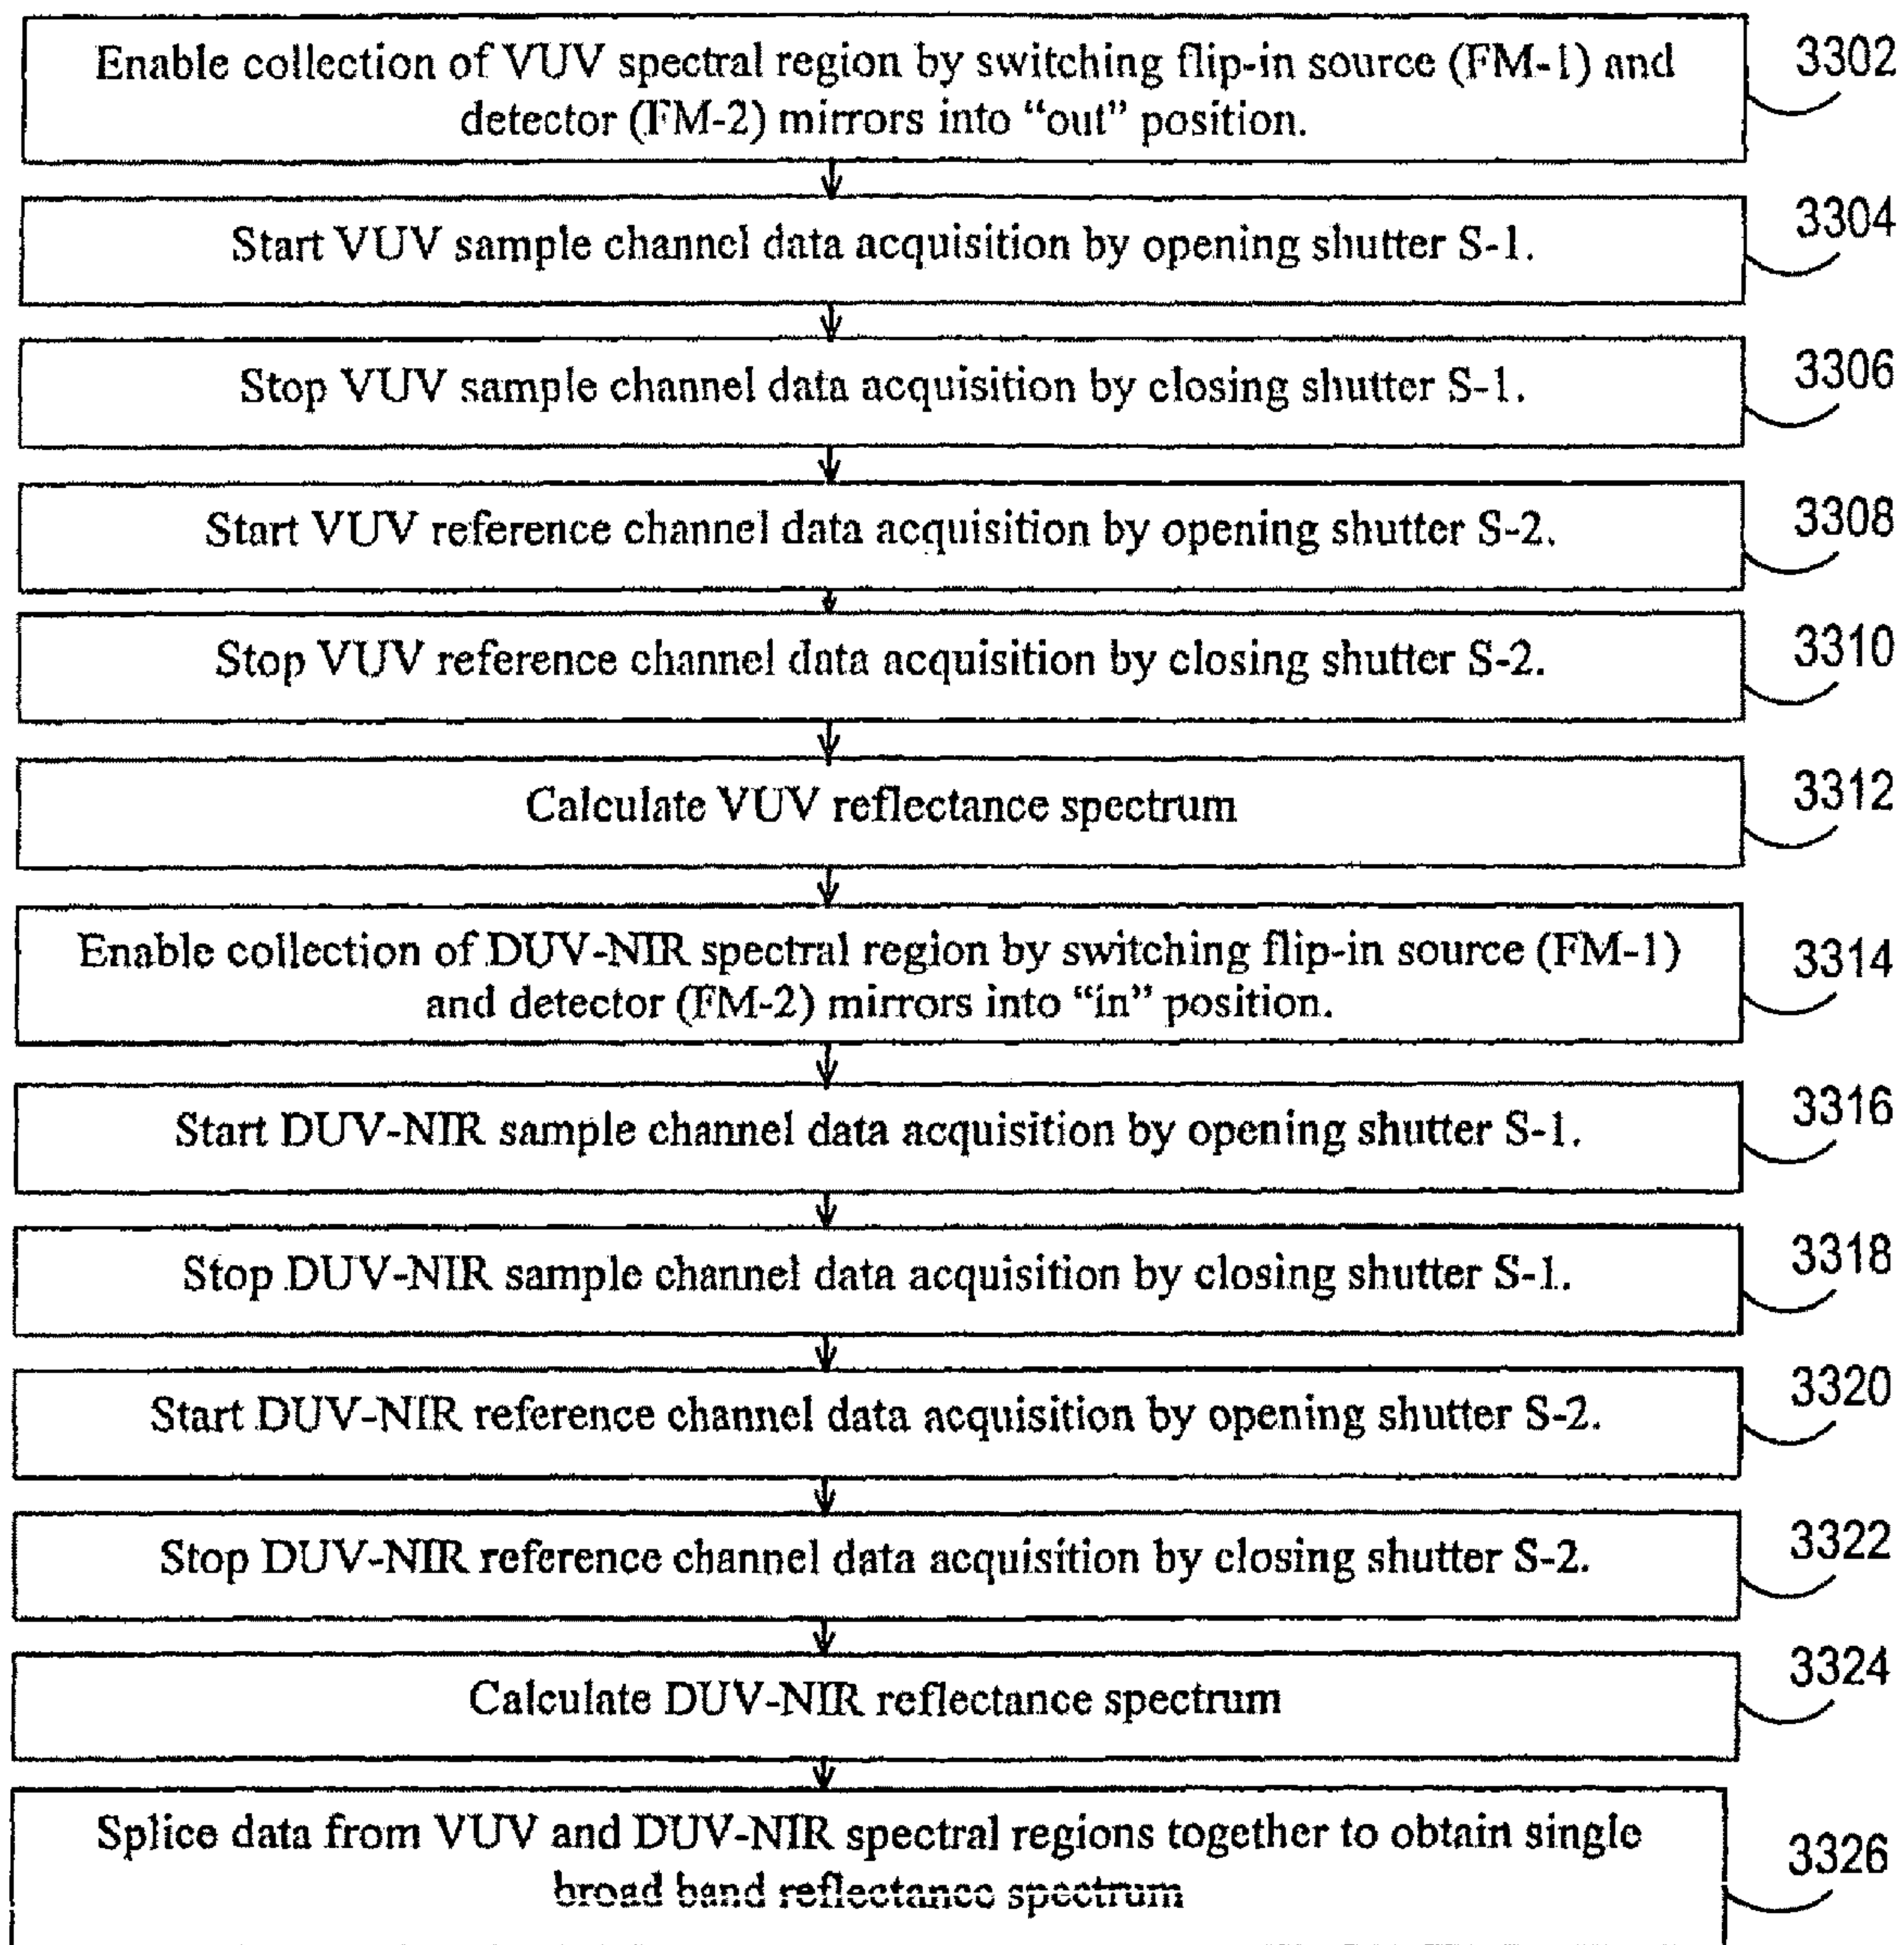 Enable collection of VUV spectral region by switching flip-in source (FM-1) and
detector (FM-2) mirrors into “out” position.
3302
Start VUV sample channel data acquisition by opening shutter S-1.
3304
Stop VUV sample channel data acquisition by closing shutter S-1.
3306
Start VUV reference channel data acquisition by opening shutter S-2.
3308
Stop VUV reference channel data acquisition by closing shutter S-2.
3310
Calculate VUV reflectance spectrum
3312
Enable collection of DUV-NIR spectral region by switching flip-in source (FM-1)
and detector (FM-2) mirrors into “in” position.
3314
Start DUV-NIR sample channel data acquisition by opening shutter S-1.
3316
Stop DUV-NIR sample channel data acquisition by closing shutter S-1.
3318
Start DUV-NIR reference channel data acquisition by opening shutter S-2.
3320
Stop DUV-NIR reference channel data acquisition by closing shutter S-2.
3322
Calculate DUV-NIR reflectance spectrum
3324
Splice data from VUV and DUV-NIR spectral regions together to obtain single
broad band reflectance spectrum
3326